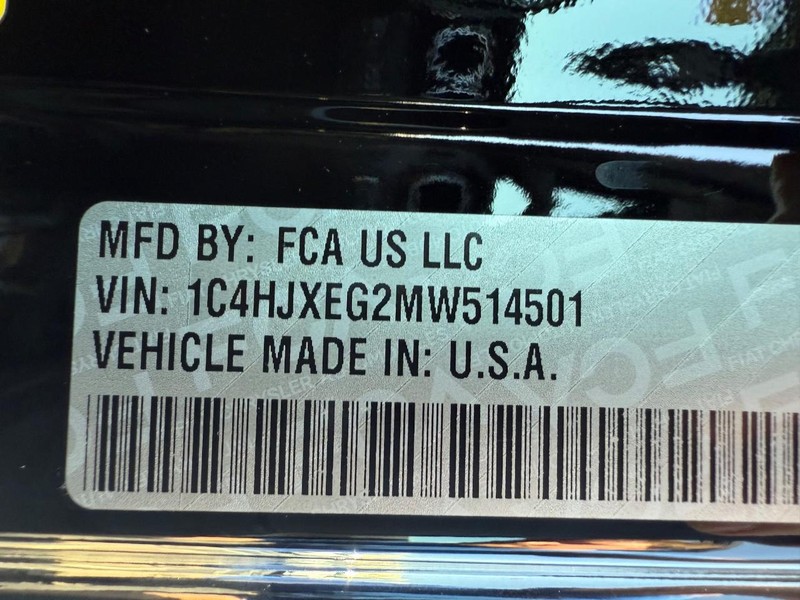 MFD BY: FCA US LLC
VIN: 1C4HJXEG2MW514501
VEHICLE MADE IN: U.S.A.